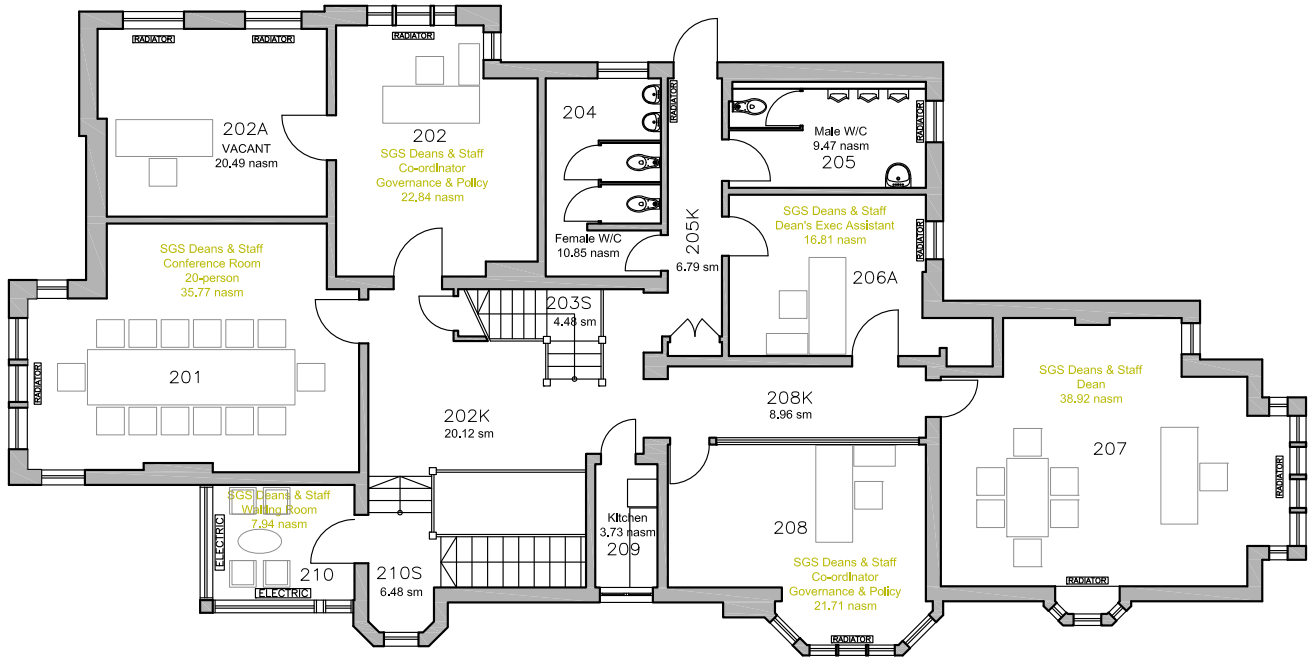 RADIATOR
RADIATOR
202A
VACANT
20.49 nasm
RADIATOR
202
SGS Deans & Staff
Co-ordinator
Governance & Policy
22.84 nasm
204
Female W/C
10.85 nasm
RADIATOR
205K
6.79 sm
Male W/C
9.47 nasm
205
RADIATOR
SGS Deans & Staff
Dean's Exec Assistant
16.81 nasm
206A
RADIATOR
SGS Deans & Staff
Conference Room
20-person
35.77 nasm
201
RADIATOR
203S
4.48 sm
202K
20.12 sm
208K
8.96 sm
SGS Deans & Staff
Dean
38.92 nasm
207
RADIATOR
RADIATOR
SGS Deans & Staff
Waiting Room
7.94 nasm
210
ELECTRIC
ELECTRIC
210S
6.48 sm
Kitchen
3.73 nasm
209
208
SGS Deans & Staff
Co-ordinator
Governance & Policy
21.71 nasm
RADIATOR